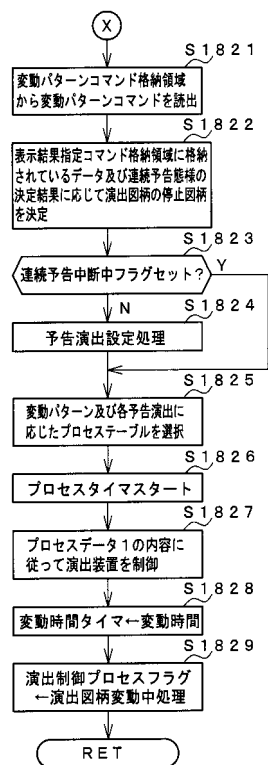 X
S1821
変動パターンコマンド格納領域
から変動パターンコマンドを読出
S1822
表示結果指定コマンド格納領域に格納
されているデータ及び連続予告態様の
決定結果に応じて演出図柄の停止図柄
を決定
S1823
連続予告中断中フラグセット?
Y
N
S1824
予告演出設定処理
S1825
変動パターン及び各予告演出に
応じたプロセステーブルを選択
S1826
プロセスタイマスタート
S1827
プロセスデータ1の内容に
従って演出装置を制御
S1828
変動時間タイマ←変動時間
S1829
演出制御プロセスフラグ
←演出図柄変動中処理
RET